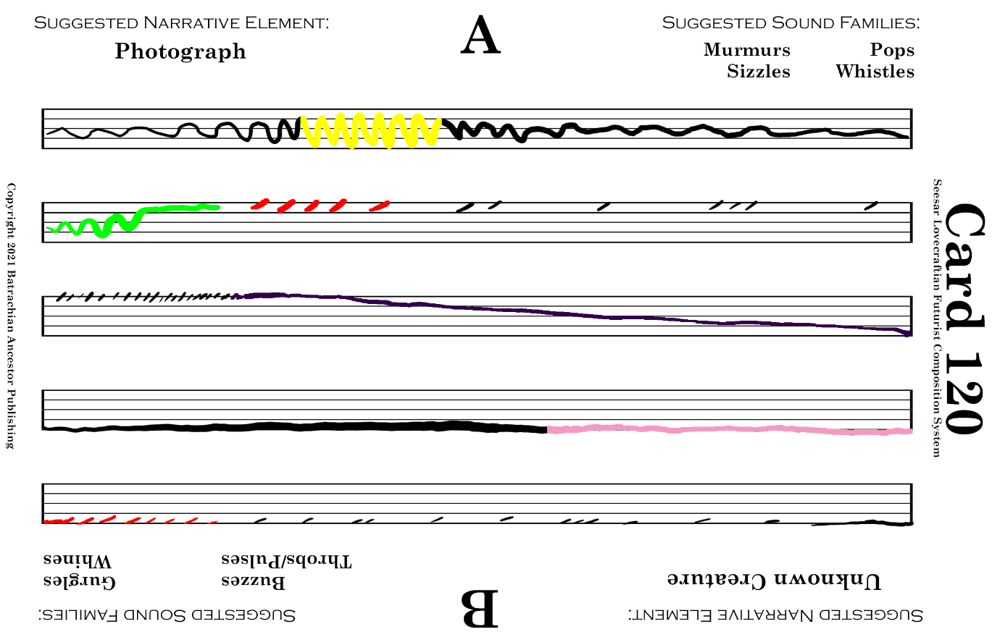 SUGGESTED NARRATIVE ELEMENT:
Photograph
A
SUGGESTED SOUND FAMILIES:
Murmurs Pops
Sizzles Whistles
Copyright 2021 Batrachian Ancestor Publishing
Seesar Lovecraftian Futurist Composition System
Card 120
B
SUGGESTED NARRATIVE ELEMENT:
Unknown Creature
SUGGESTED SOUND FAMILIES:
Buzzes Gurgles
Throbs/Pulses Whines